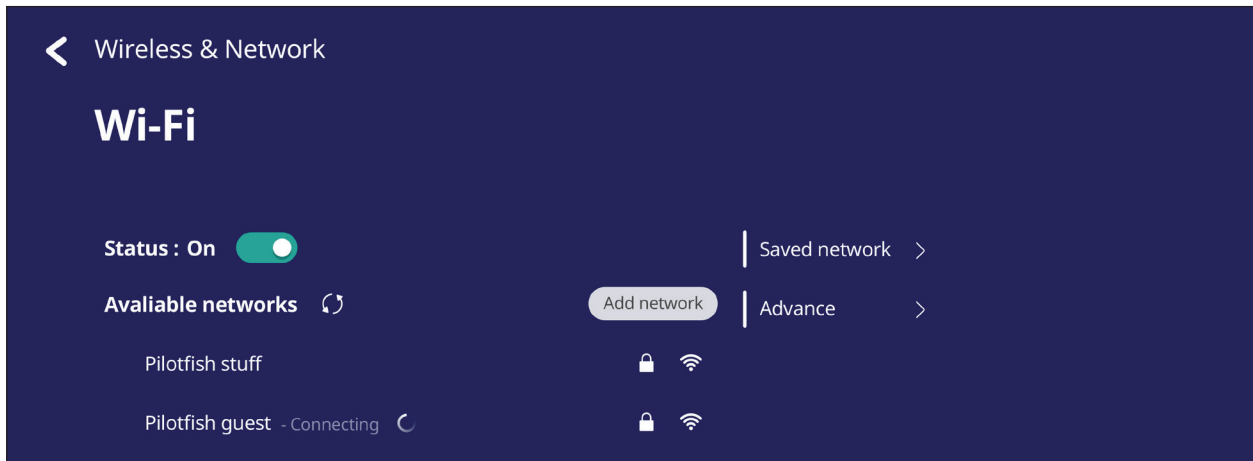 Wireless & Network
Wi-Fi
Status : On
Saved network
Avaliable networks
Add network
Advance
Pilotfish stuff
Pilotfish guest - Connecting